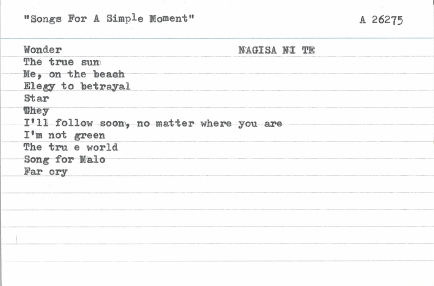 "Songs For A Simple Moment" A 26275
Wonder NAGISA NI TE
The true sun
Me, on the beach
Elegy to betrayal
Star
They
I'll follow soon, no matter where you are
I'm not green
The tru e world
Song for Malo
Far cry